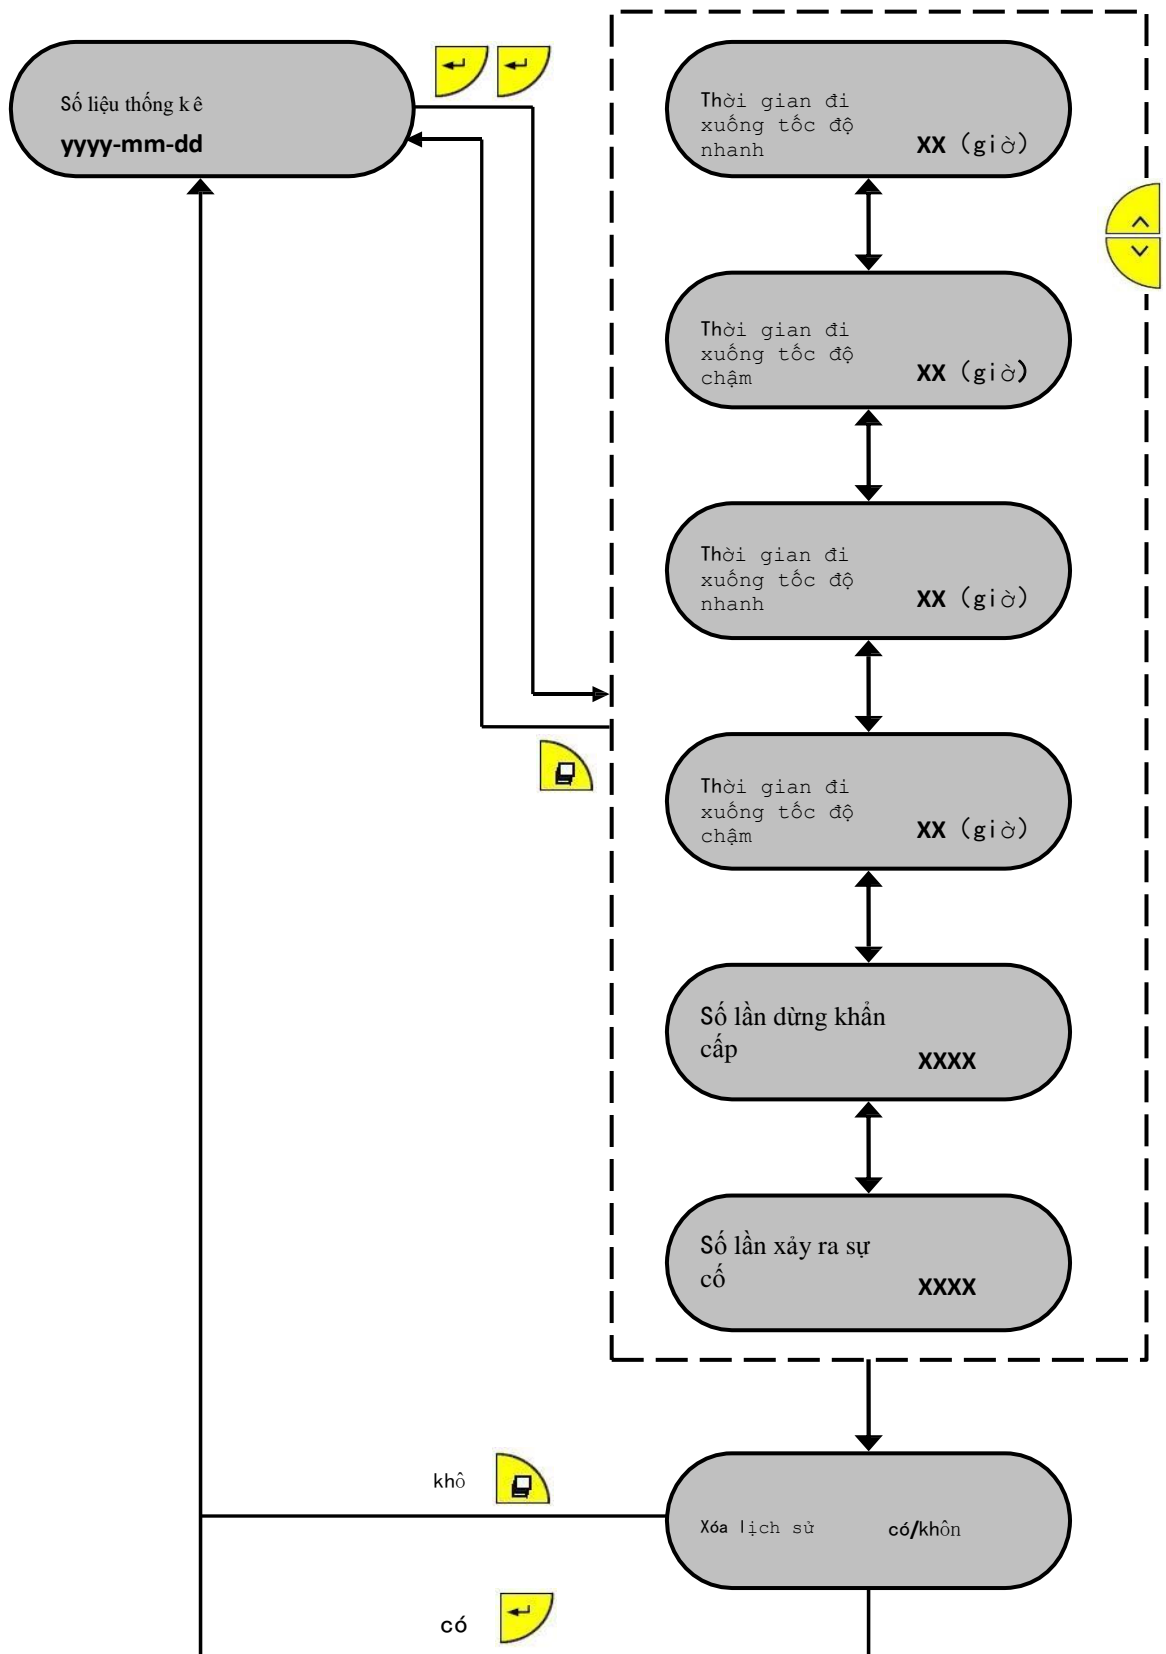 Số liệu thống kê
yyyy-mm-dd
Thời gian đi
xuống tốc độ
nhanh XX (giờ)
Thời gian đi
xuống tốc độ
chậm XX (giờ)
Thời gian đi
xuống tốc độ
nhanh XX (giờ)
Thời gian đi
xuống tốc độ
chậm XX (giờ)
Số lần dừng khẩn
cấp XXXX
Số lần xảy ra sự
cố XXXX
khô
Xóa lịch sử có/khôn
có